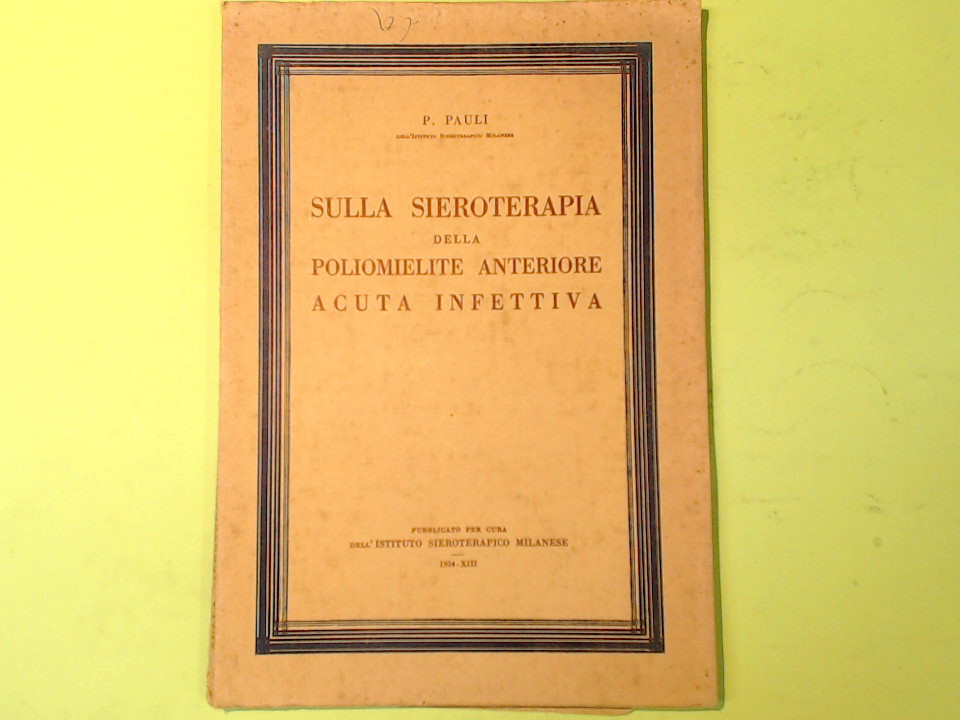 P. PAULI
DELL'ISTITUTO SIEROTERAPICO MILANESE
SULLA SIEROTERAPIA
DELLA
POLIOMIELITE ANTERIORE
ACUTA INFETTIVA
PUBBLICATO PER CURA
DELL'ISTITUTO SIEROTERAPICO MILANESE
1934-XIII